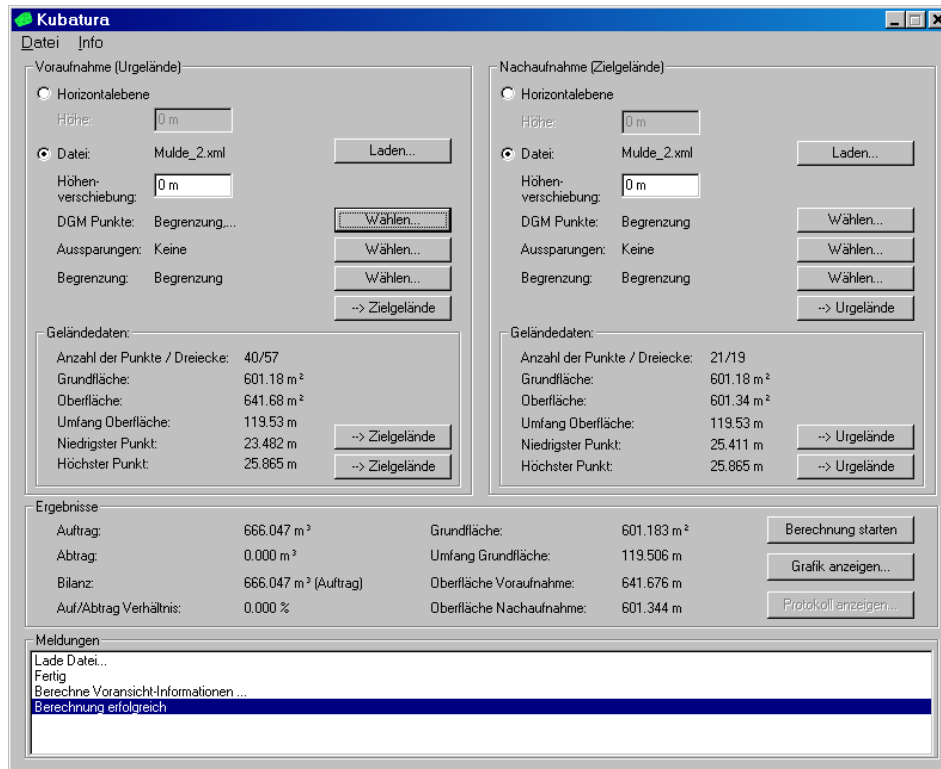 Kubatura
Datei Info
Voraufnahme (Urgelände)
Horizontalebene
Höhe: 0 m
Datei: Mulde_2.xml Laden...
Höhen-
verschiebung: 0 m
DGM Punkte: Begrenzung,... Wählen...
Aussparungen: Keine Wählen...
Begrenzung: Begrenzung Wählen...
--> Zielgelände
Geländedaten:
Anzahl der Punkte / Dreiecke: 40/57
Grundfläche: 601.18 m²
Oberfläche: 641.68 m²
Umfang Oberfläche: 119.53 m
Niedrigster Punkt: 23.482 m --> Zielgelände
Höchster Punkt: 25.865 m --> Zielgelände
Nachaufnahme (Zielgelände)
Horizontalebene
Höhe: 0 m
Datei: Mulde_2.xml Laden...
Höhen-
verschiebung: 0 m
DGM Punkte: Begrenzung Wählen...
Aussparungen: Keine Wählen...
Begrenzung: Begrenzung Wählen...
--> Urgelände
Geländedaten:
Anzahl der Punkte / Dreiecke: 21/19
Grundfläche: 601.18 m²
Oberfläche: 601.34 m²
Umfang Oberfläche: 119.53 m
Niedrigster Punkt: 25.411 m --> Urgelände
Höchster Punkt: 25.865 m --> Urgelände
Ergebnisse
Auftrag: 666.047 m³ Grundfläche: 601.183 m² Berechnung starten
Abtrag: 0.000 m³ Umfang Grundfläche: 119.506 m
Grafik anzeigen...
Bilanz: 666.047 m³ (Auftrag) Oberfläche Voraufnahme: 641.676 m
Auf/Abtrag Verhältnis: 0.000 % Oberfläche Nachaufnahme: 601.344 m Protokoll anzeigen...
Meldungen
Lade Datei...
Fertig
Berechne Voransicht-Informationen ...
Berechnung erfolgreich